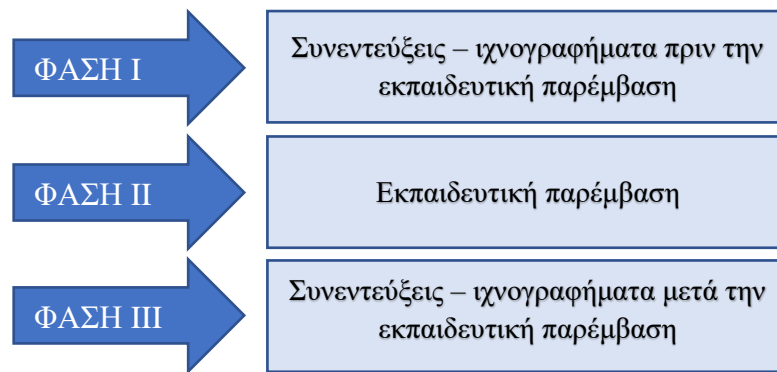 ΦΑΣΗ Ι
Συνεντεύξεις – ιχνογραφήματα πριν την
εκπαιδευτική παρέμβαση
ΦΑΣΗ ΙΙ
Εκπαιδευτική παρέμβαση
ΦΑΣΗ ΙΙΙ
Συνεντεύξεις – ιχνογραφήματα μετά την
εκπαιδευτική παρέμβαση